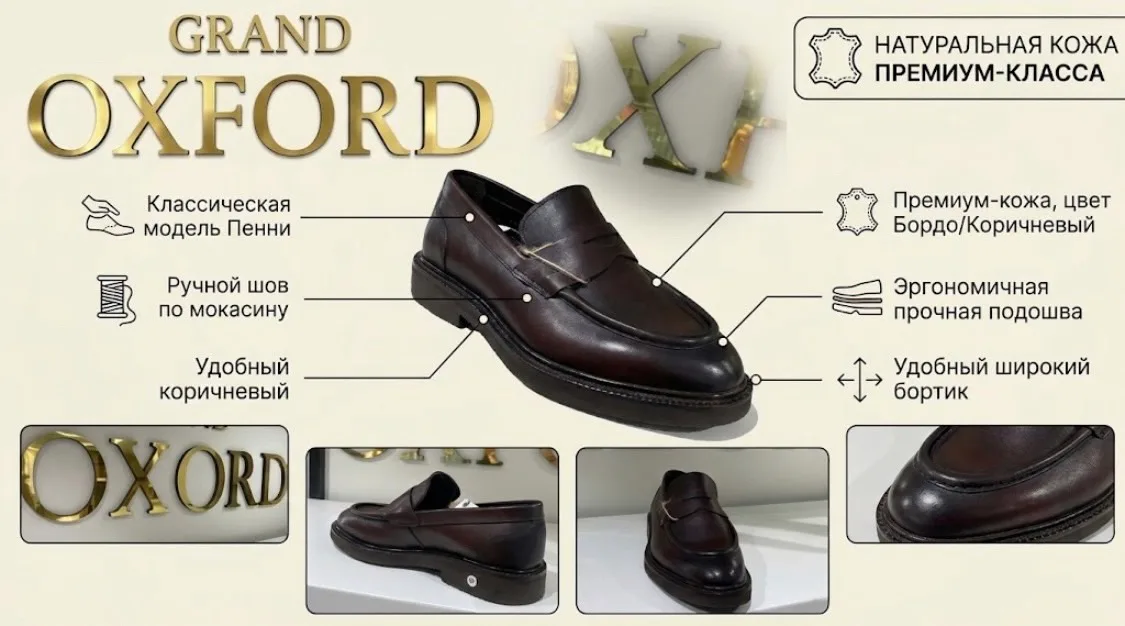 GRAND
OXFORD
НАТУРАЛЬНАЯ КОЖА
ПРЕМИУМ-КЛАССА
Классическая
модель Пенни
Ручной шов
по мокасину
Удобный
коричневый
Премиум-кожа, цвет
Бордо/Коричневый
Эргономичная
прочная подошва
Удобный широкий
бортик
OXORD